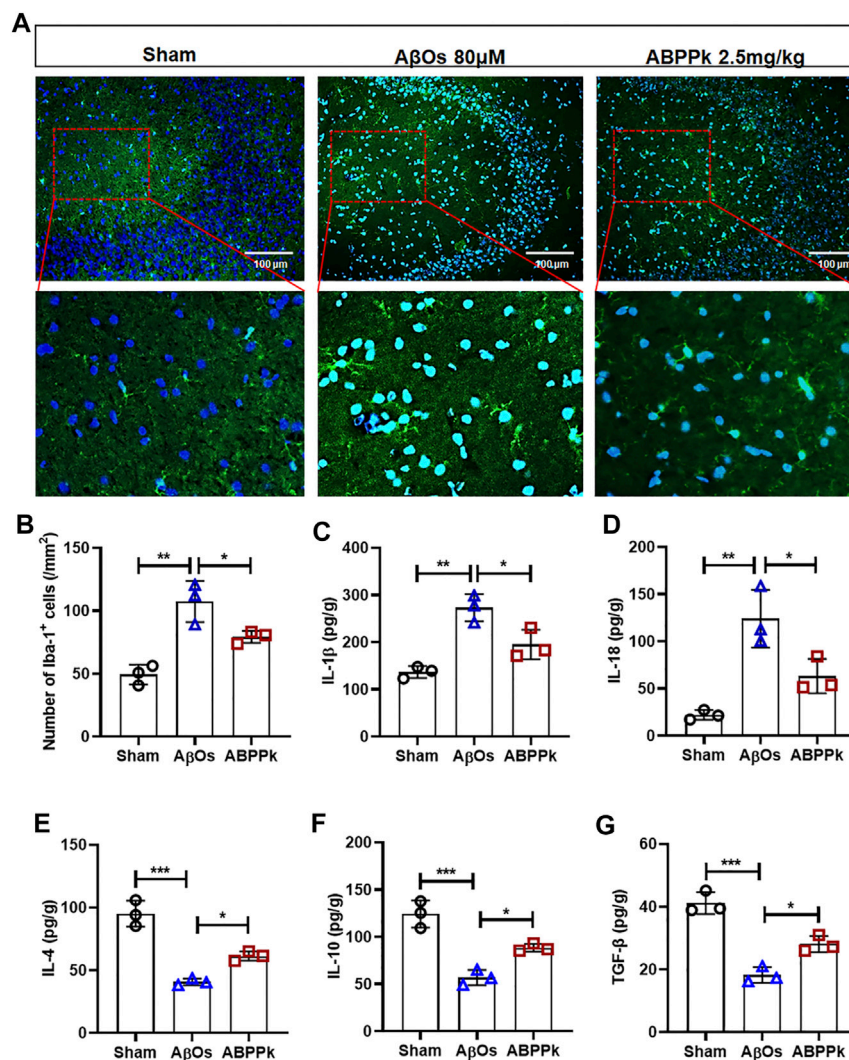 A
Sham AβOs 80μM ABPPk 2.5mg/kg
100 μm 100 μm 100 μm
B C D
Number of Iba-1⁺ cells (/mm²)
150
100
50
0
** *
Sham AβOs ABPPk
IL-1β (pg/g)
400
300
200
100
0
** *
Sham AβOs ABPPk
IL-18 (pg/g)
200
150
100
50
0
** *
Sham AβOs ABPPk
E F G
IL-4 (pg/g)
150
100
50
0
*** *
Sham AβOs ABPPk
IL-10 (pg/g)
200
150
100
50
0
*** *
Sham AβOs ABPPk
TGF-β (pg/g)
60
40
20
0
*** *
Sham AβOs ABPPk